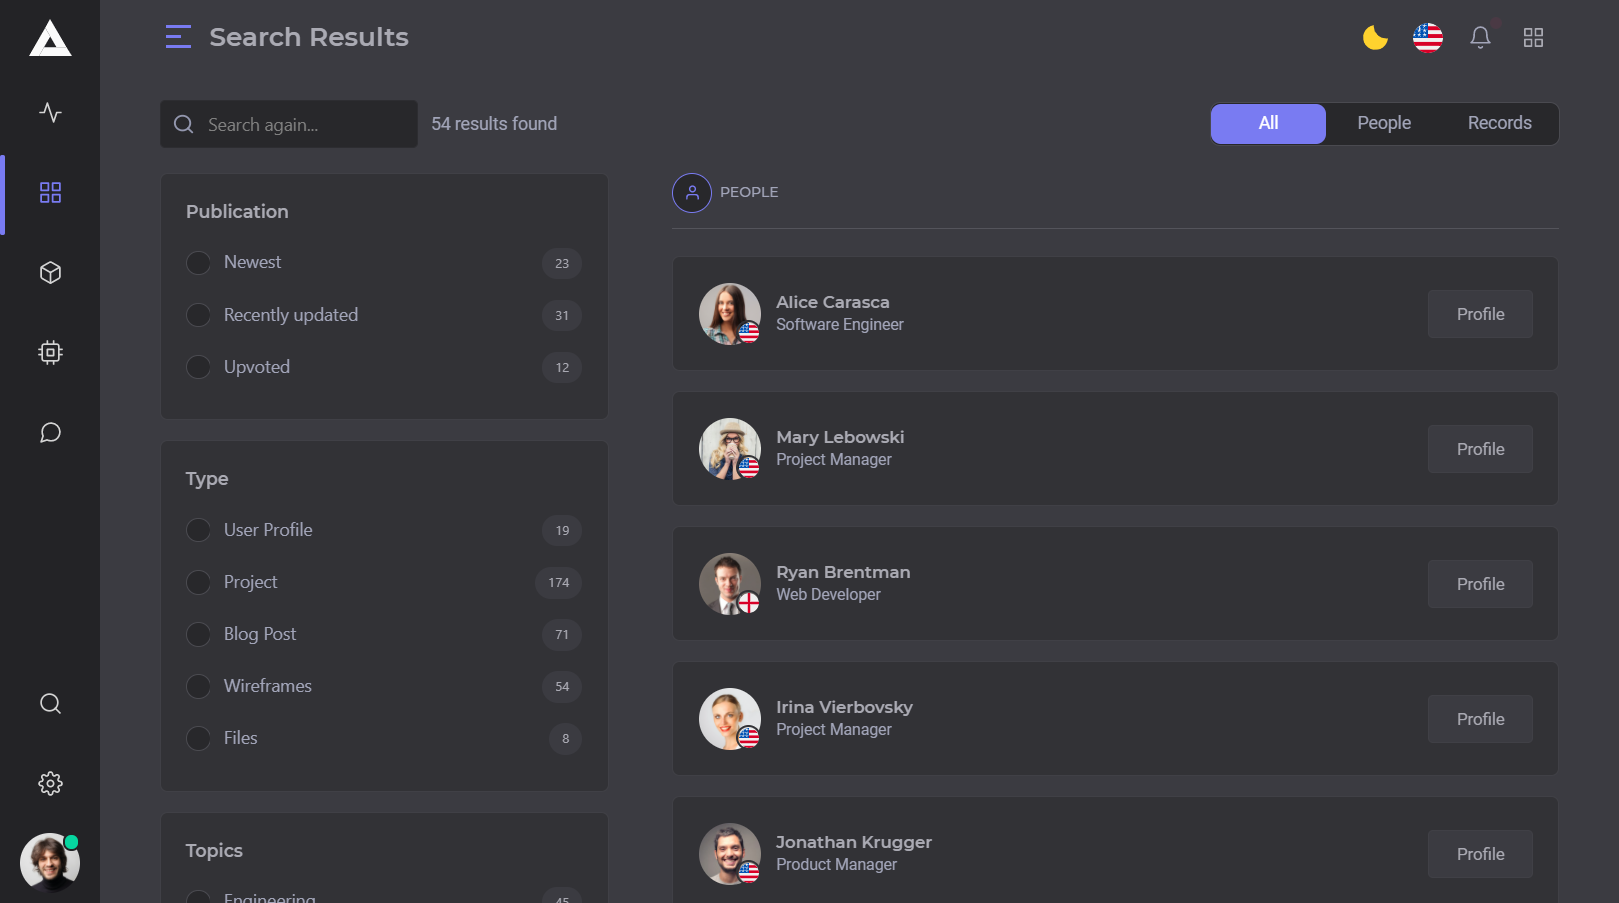 Search Results
Search again...
54 results found
All
People
Records
Publication
Newest
23
Recently updated
31
Upvoted
12
Type
User Profile
19
Project
174
Blog Post
71
Wireframes
54
Files
8
Topics
Engineering
45
PEOPLE
Alice Carasca
Software Engineer
Profile
Mary Lebowski
Project Manager
Profile
Ryan Brentman
Web Developer
Profile
Irina Vierbovsky
Project Manager
Profile
Jonathan Krugger
Product Manager
Profile